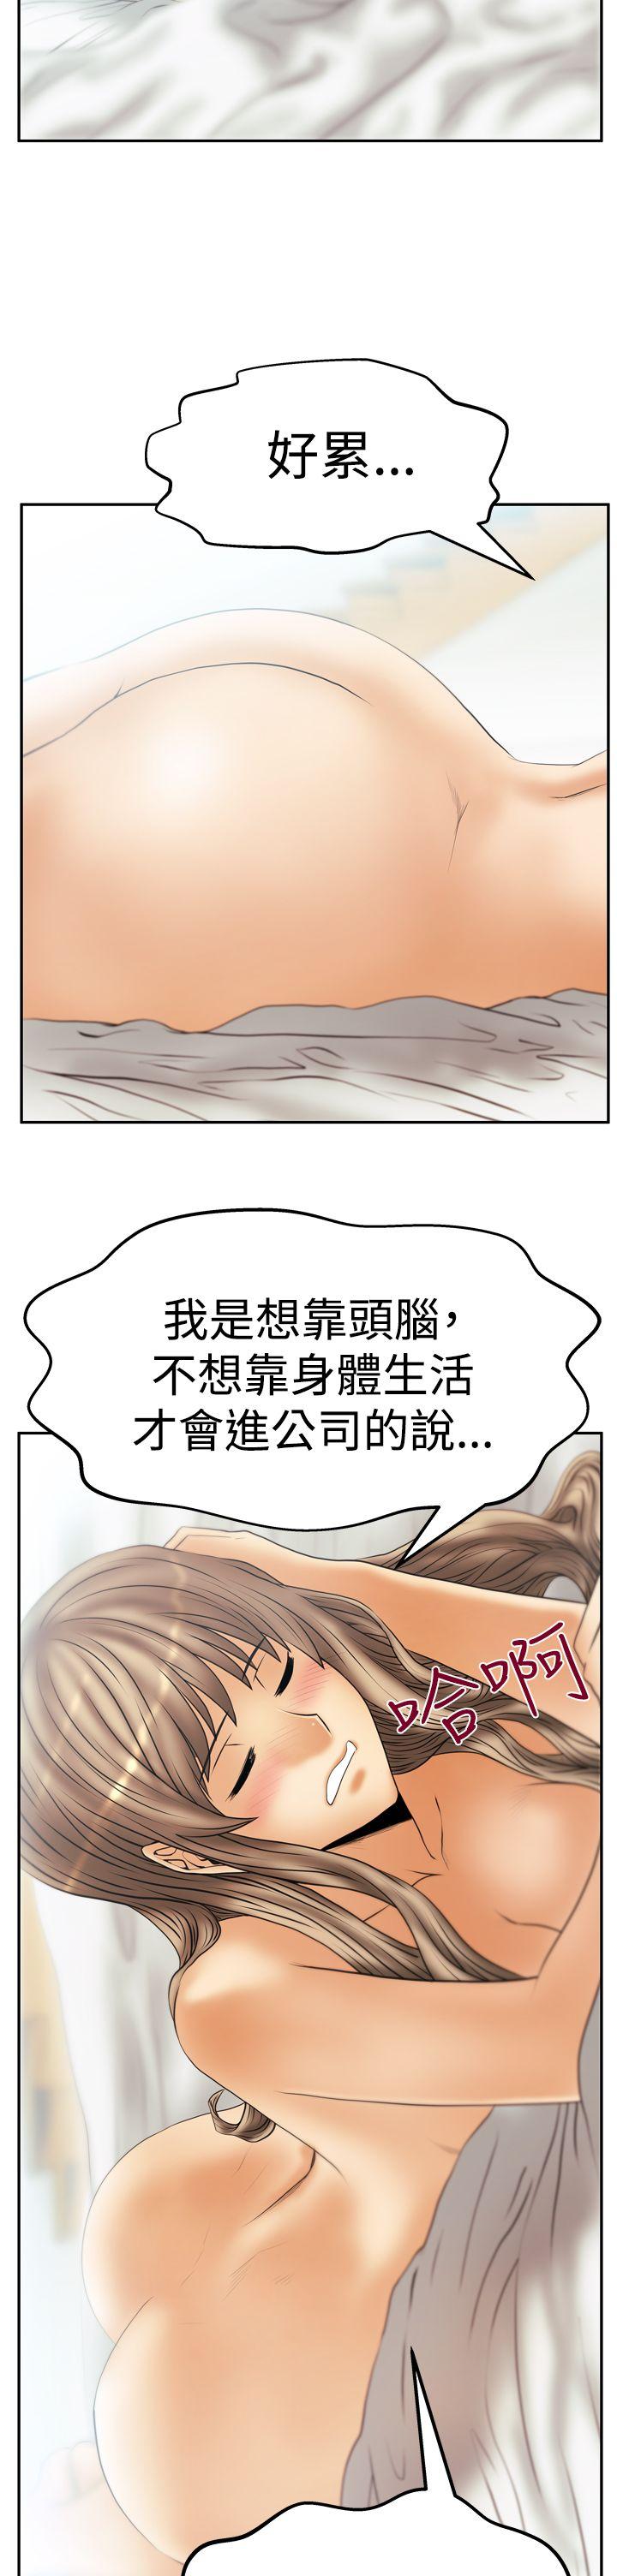 好累…
我是想靠頭腦，
不想靠身體生活
才會進公司的說…
哈啊